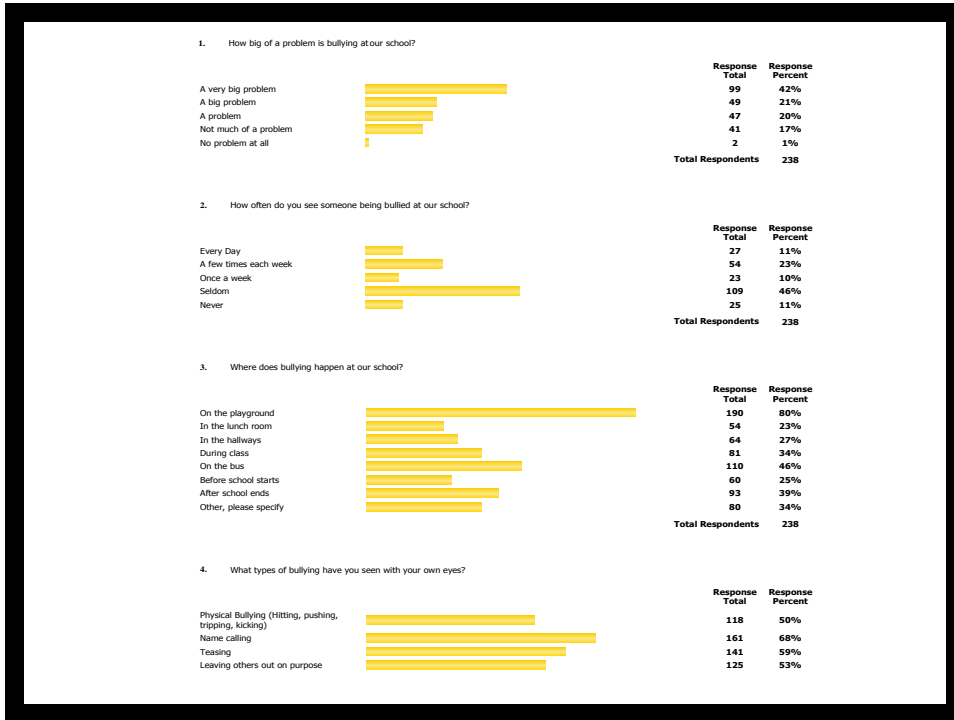 1. How big of a problem is bullying at our school?
Response Response
Total Percent
A very big problem 99 42%
A big problem 49 21%
A problem 47 20%
Not much of a problem 41 17%
No problem at all 2 1%
Total Respondents 238
2. How often do you see someone being bullied at our school?
Response Response
Total Percent
Every Day 27 11%
A few times each week 54 23%
Once a week 23 10%
Seldom 109 46%
Never 25 11%
Total Respondents 238
3. Where does bullying happen at our school?
Response Response
Total Percent
On the playground 190 80%
In the lunch room 54 23%
In the hallways 64 27%
During class 81 34%
On the bus 110 46%
Before school starts 60 25%
After school ends 93 39%
Other, please specify 80 34%
Total Respondents 238
4. What types of bullying have you seen with your own eyes?
Response Response
Total Percent
Physical Bullying (Hitting, pushing,
tripping, kicking) 118 50%
Name calling 161 68%
Teasing 141 59%
Leaving others out on purpose 125 53%